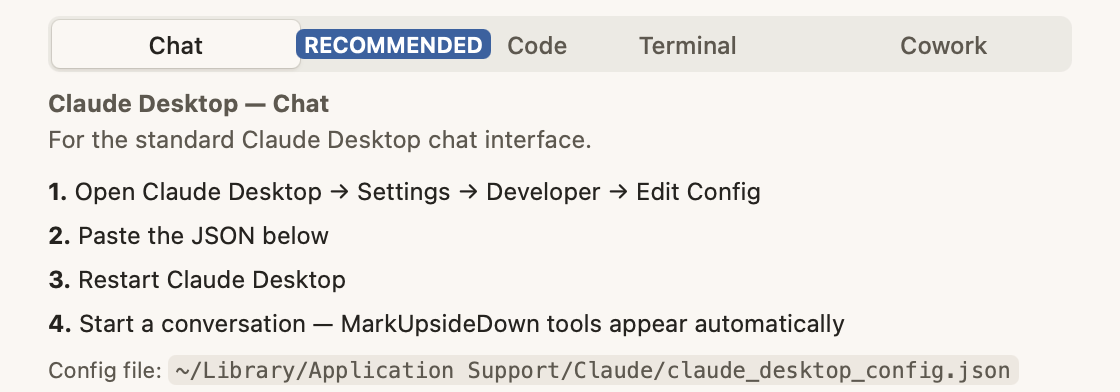 Chat RECOMMENDED Code Terminal Cowork
Claude Desktop — Chat
For the standard Claude Desktop chat interface.
1. Open Claude Desktop → Settings → Developer → Edit Config
2. Paste the JSON below
3. Restart Claude Desktop
4. Start a conversation — MarkUpsideDown tools appear automatically
Config file: ~/Library/Application Support/Claude/claude_desktop_config.json